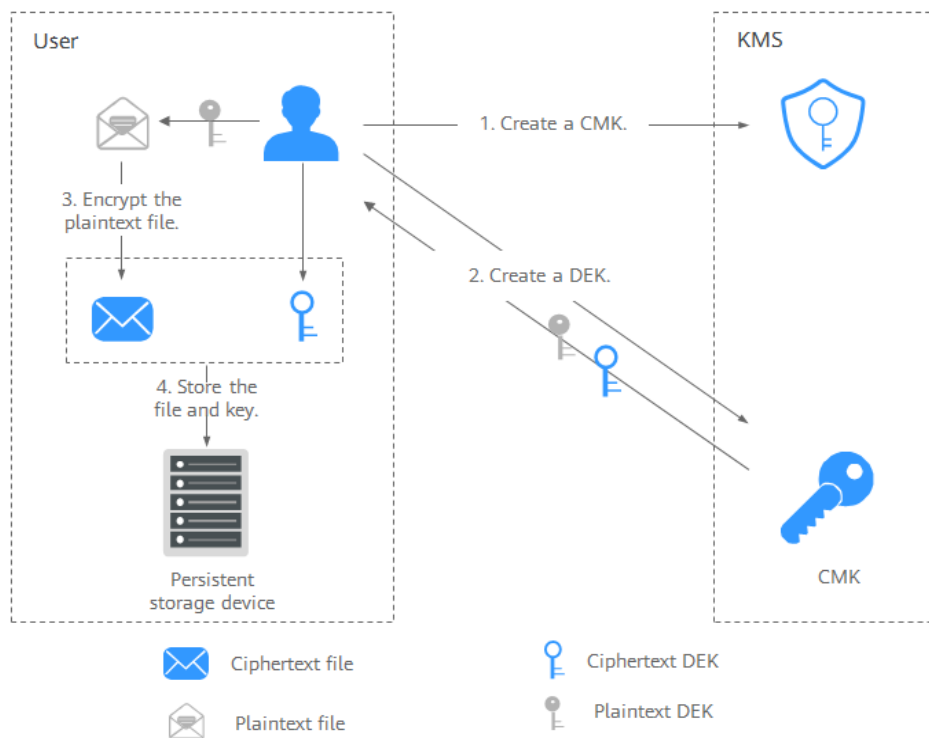 User
KMS
1. Create a CMK.
3. Encrypt the
plaintext file.
2. Create a DEK.
4. Store the
file and key.
Persistent
storage device
CMK
Ciphertext file
Ciphertext DEK
Plaintext file
Plaintext DEK